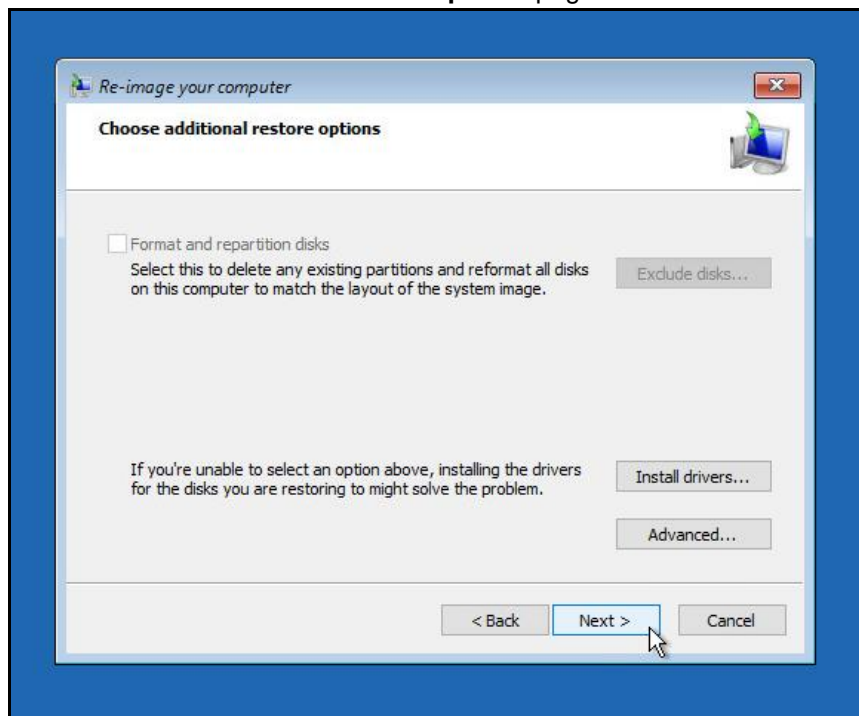 Re-image your computer
Choose additional restore options
Format and repartition disks
Select this to delete any existing partitions and reformat all disks
on this computer to match the layout of the system image.
Exclude disks...
If you're unable to select an option above, installing the drivers
for the disks you are restoring to might solve the problem.
Install drivers...
Advanced...
< Back
Next >
Cancel